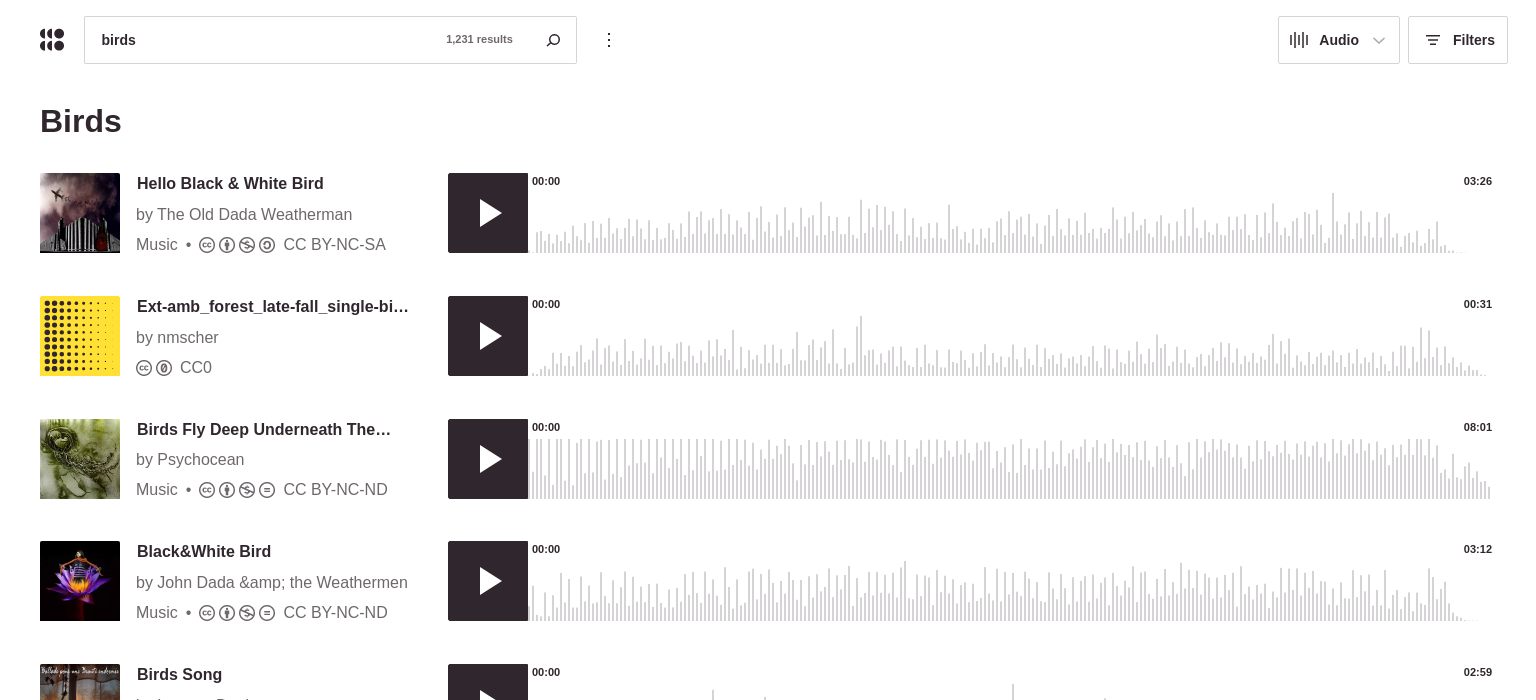 birds
1,231 results
Audio
Filters
Birds
Hello Black & White Bird
by The Old Dada Weatherman
Music • CC BY-NC-SA
00:00
03:26
Ext-amb_forest_late-fall_single-bi…
by nmscher
CC0
00:00
00:31
Birds Fly Deep Underneath The…
by Psychocean
Music • CC BY-NC-ND
00:00
08:01
Black&White Bird
by John Dada &amp; the Weathermen
Music • CC BY-NC-ND
00:00
03:12
Birds Song
00:00
02:59